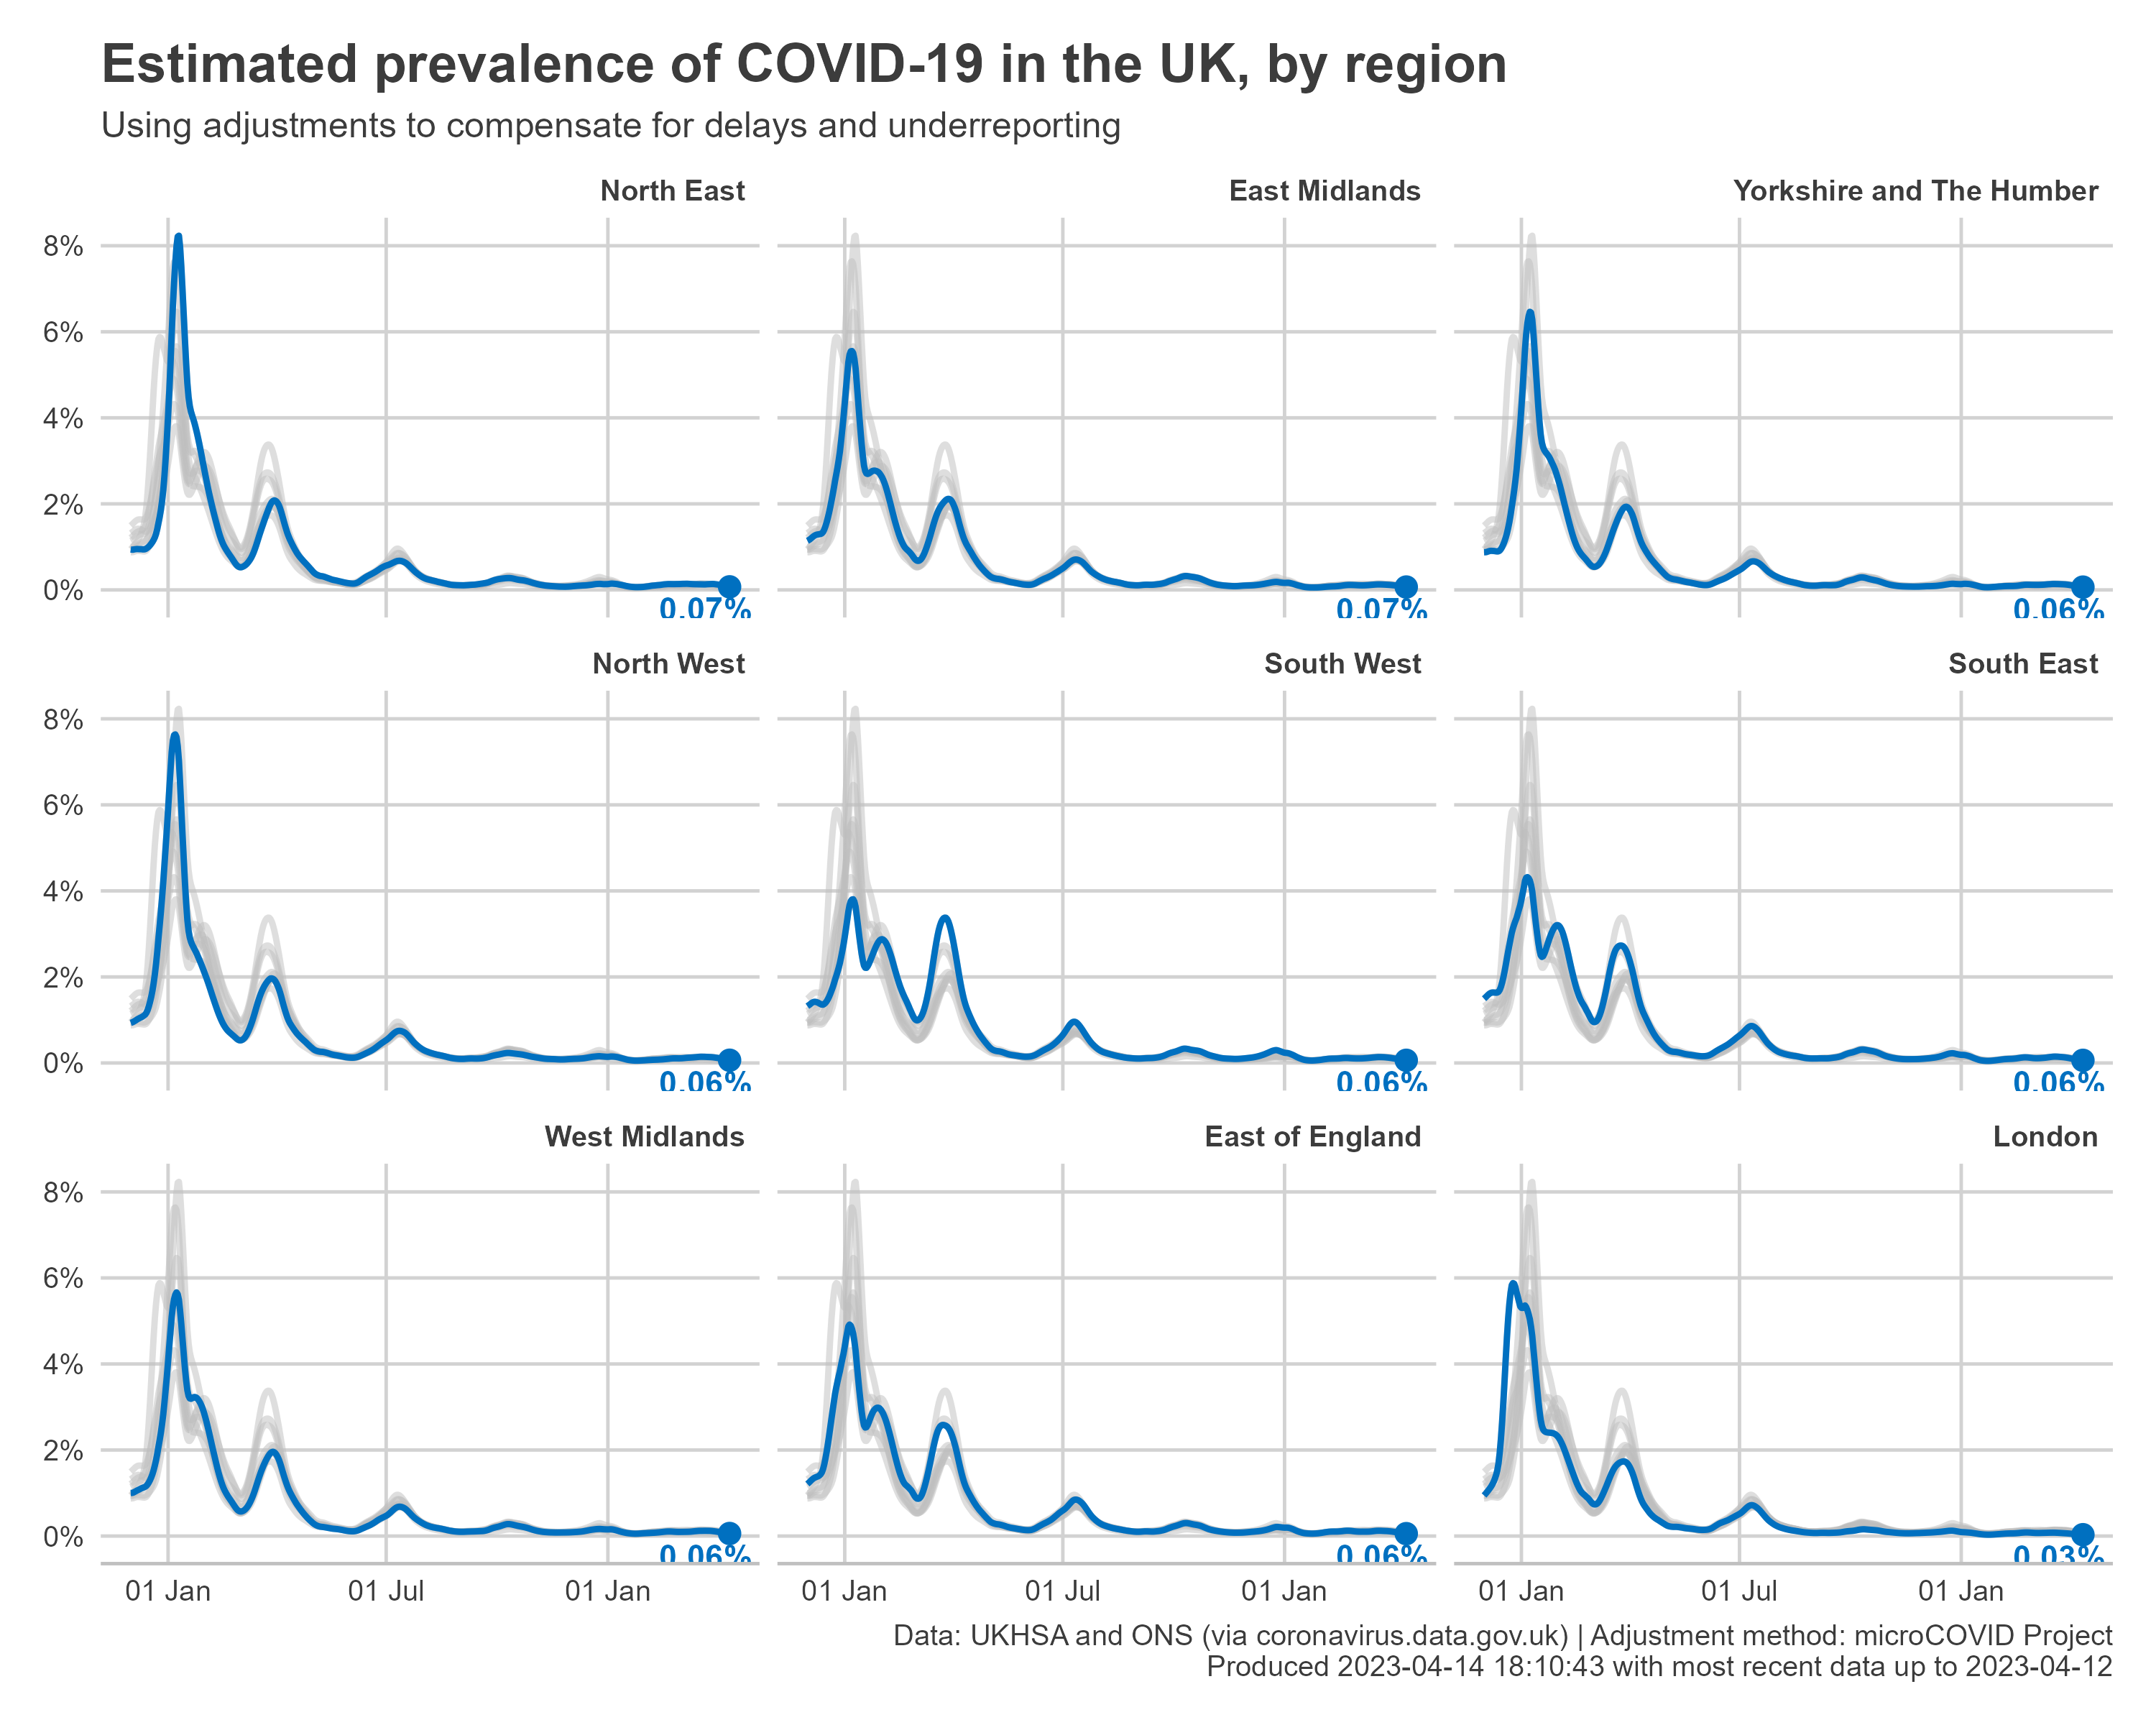 Estimated prevalence of COVID-19 in the UK, by region
Using adjustments to compensate for delays and underreporting
North East
East Midlands
Yorkshire and The Humber
8%
6%
4%
2%
0%
0.07%
0.07%
0.06%
North West
South West
South East
8%
6%
4%
2%
0%
0.06%
0.06%
0.06%
West Midlands
East of England
London
8%
6%
4%
2%
0%
0.06%
0.06%
0.03%
01 Jan
01 Jul
01 Jan
01 Jan
01 Jul
01 Jan
01 Jan
01 Jul
01 Jan
Data: UKHSA and ONS (via coronavirus.data.gov.uk) | Adjustment method: microCOVID Project
Produced 2023-04-14 18:10:43 with most recent data up to 2023-04-12